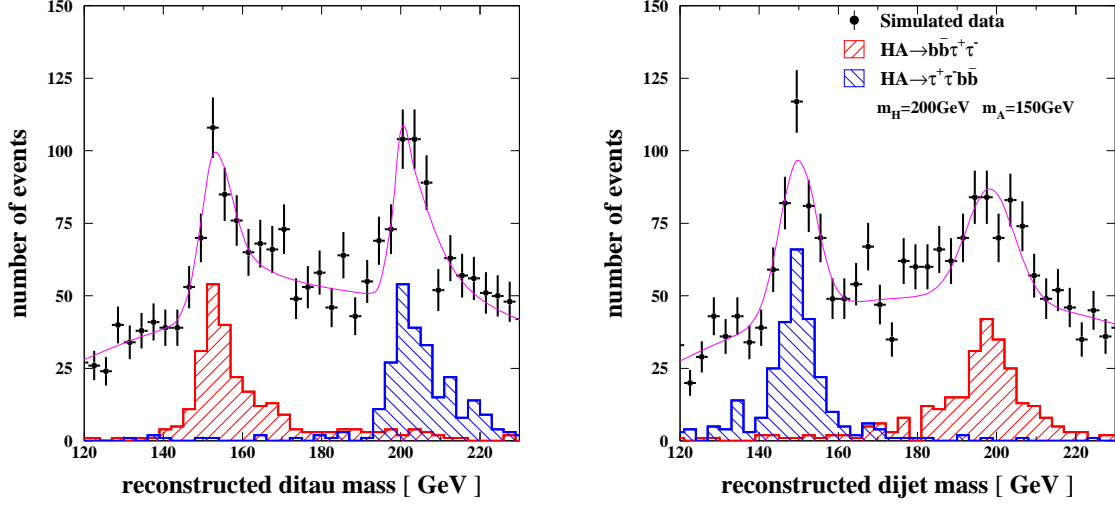 number of events
150
125
100
75
50
25
0
120 140 160 180 200 220
reconstructed ditau mass [ GeV ]
number of events
150
125
100
75
50
25
0
120 140 160 180 200 220
reconstructed dijet mass [ GeV ]
Simulated data
HA→bb̄τ⁺τ⁻
HA→τ⁺τ⁻bb̄
m_H=200GeV m_A=150GeV